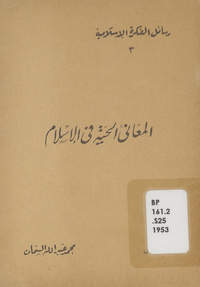 رسائل الفكرة الإسلامية
٣
المعاني الحية في الإسلام
BP
161.2
.S25
1953
محمد عبد الله السمان